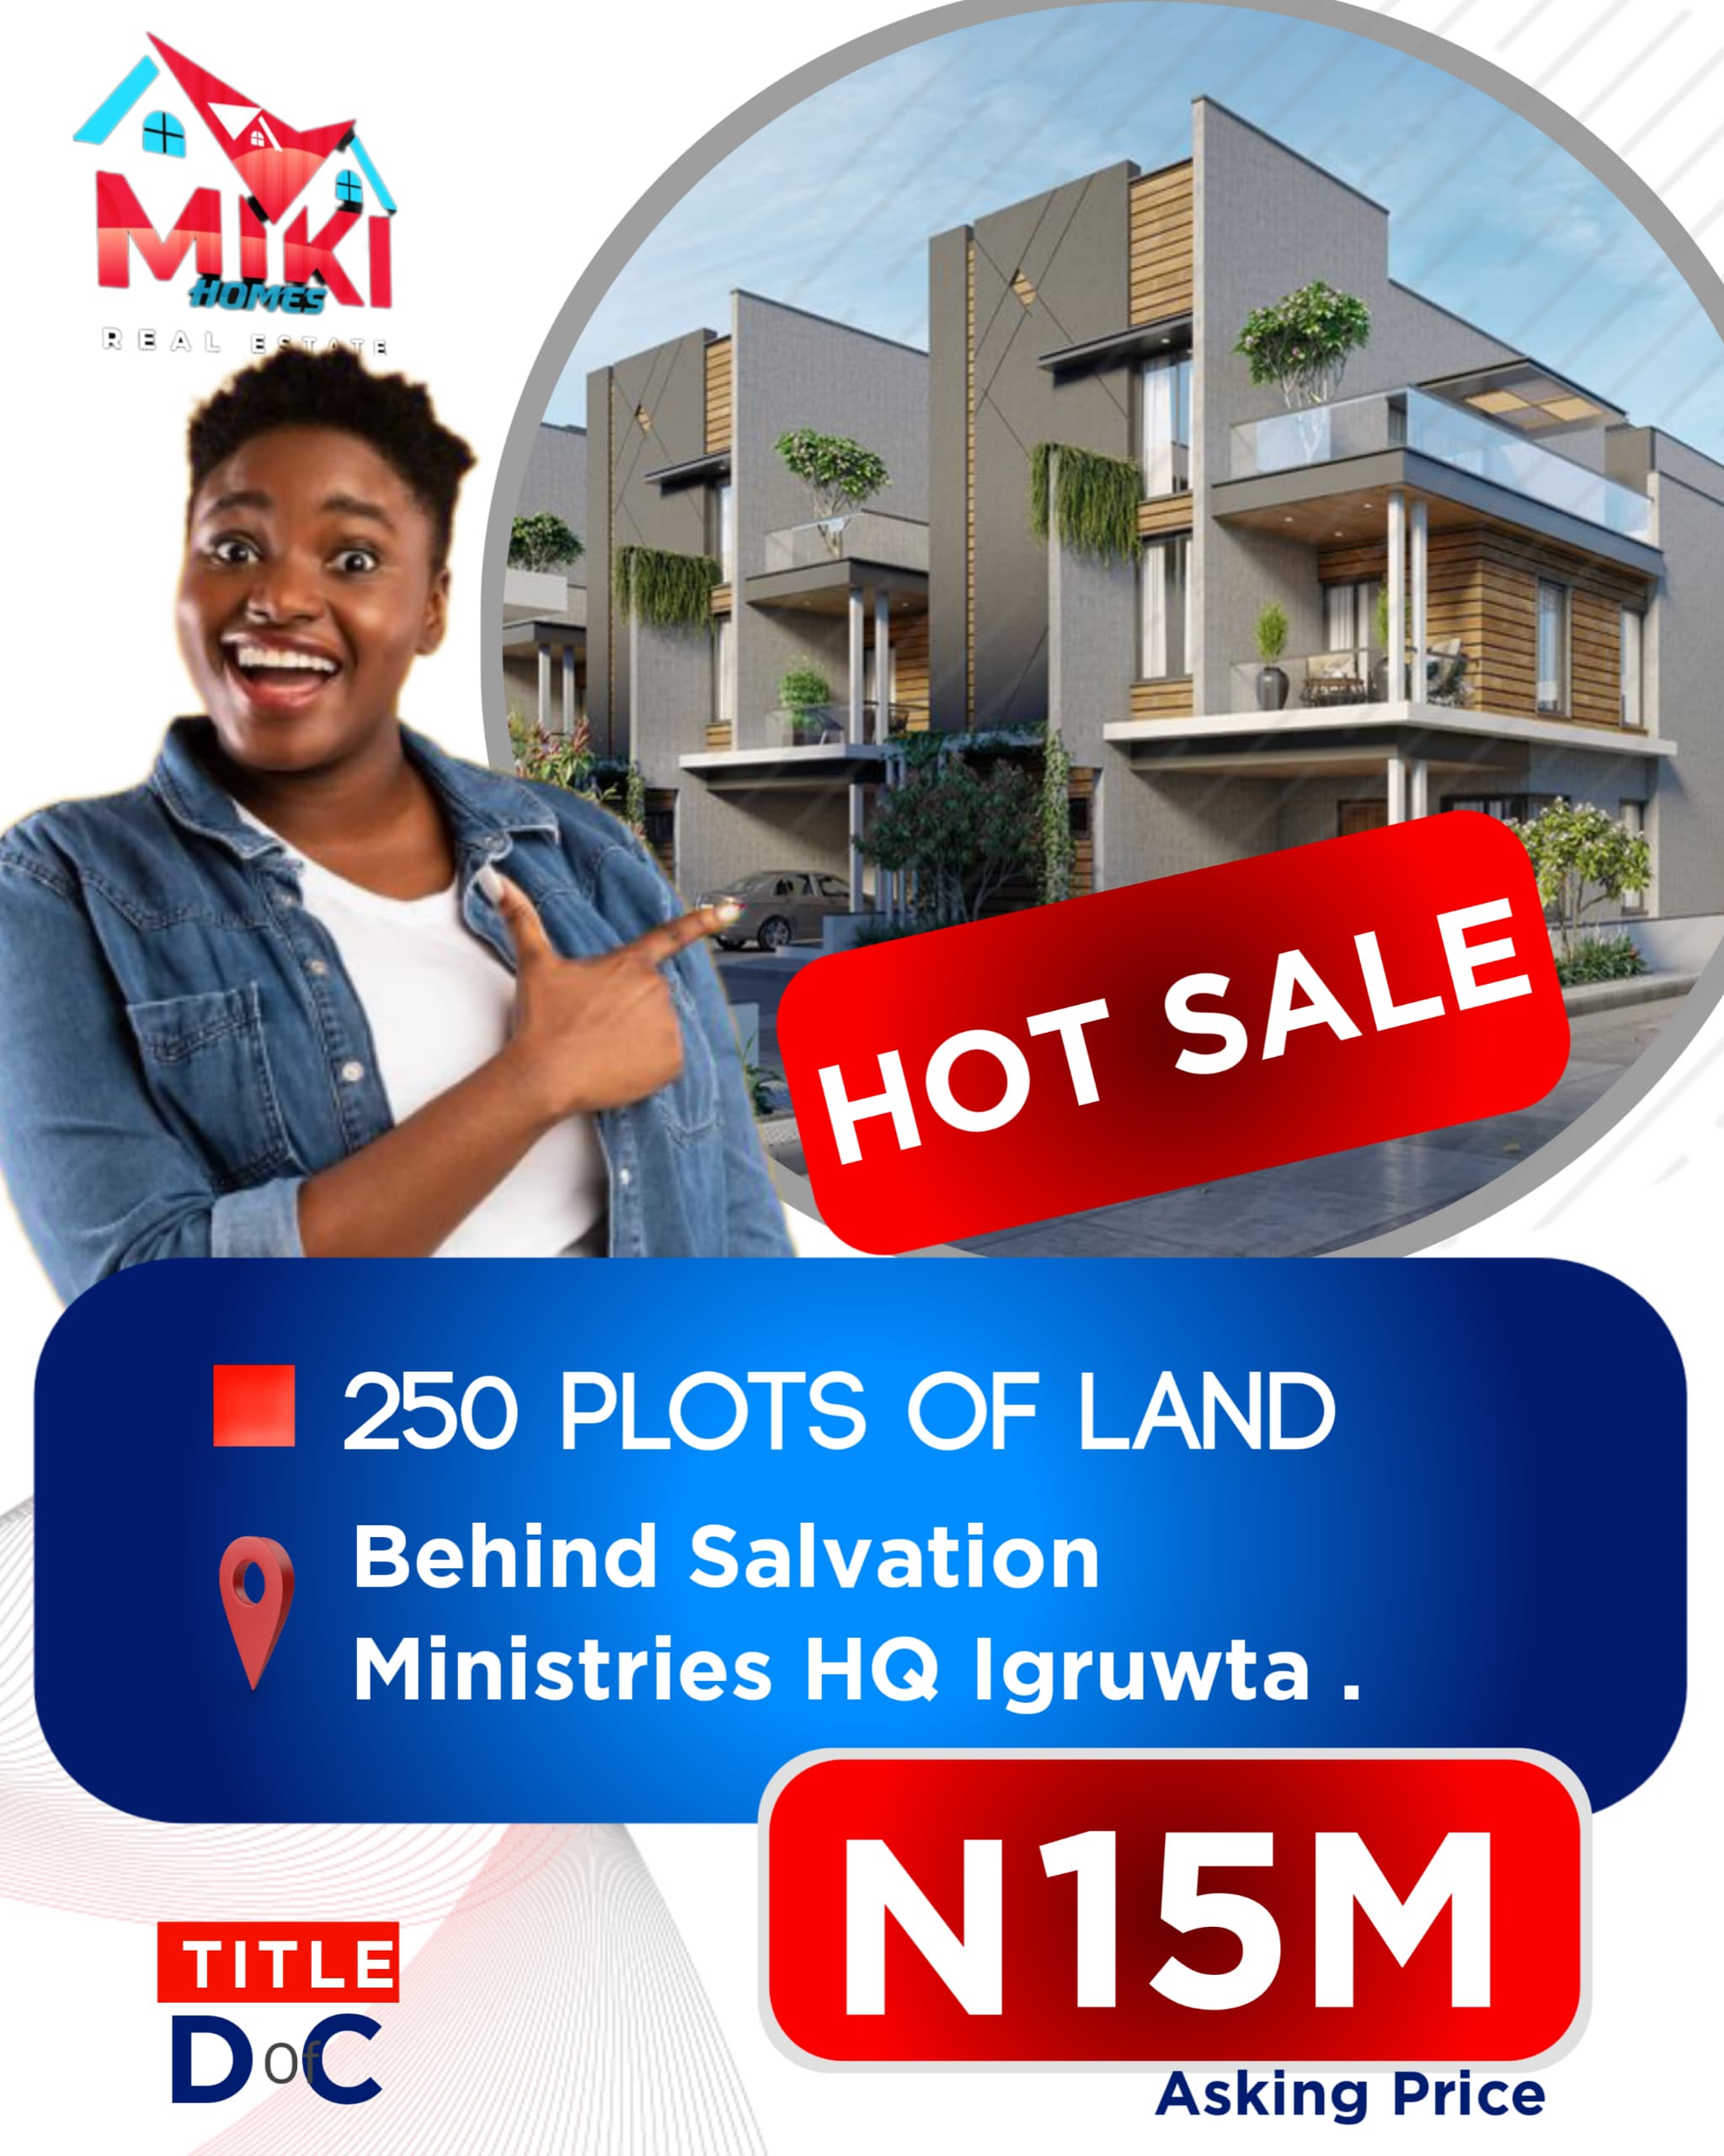 MIKI
HOMES
REAL ESTATE
HOT SALE
250 PLOTS OF LAND
Behind Salvation
Ministries HQ Igruwta .
N15M
Asking Price
TITLE
D of C